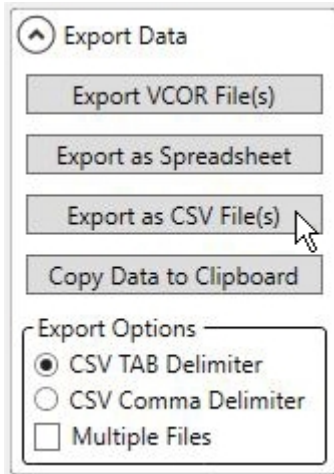 Export Data
Export VCOR File(s)
Export as Spreadsheet
Export as CSV File(s)
Copy Data to Clipboard
Export Options
CSV TAB Delimiter
CSV Comma Delimiter
Multiple Files